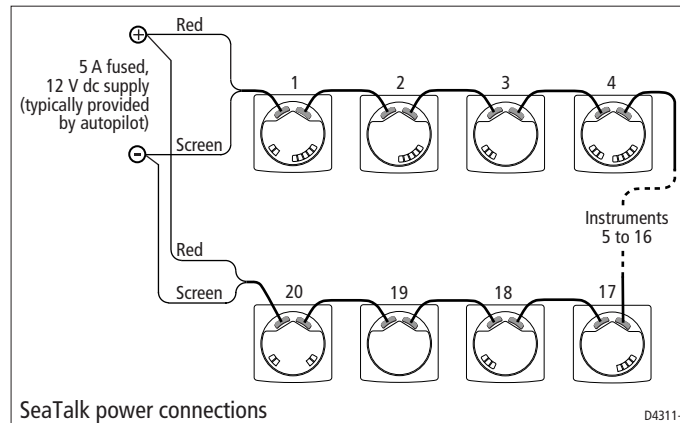 Red
+
5 A fused,
12 V dc supply
(typically provided
by autopilot)
-
Screen
1
2
3
4
Instruments
5 to 16
Red
Screen
20
19
18
17
SeaTalk power connections
D4311-